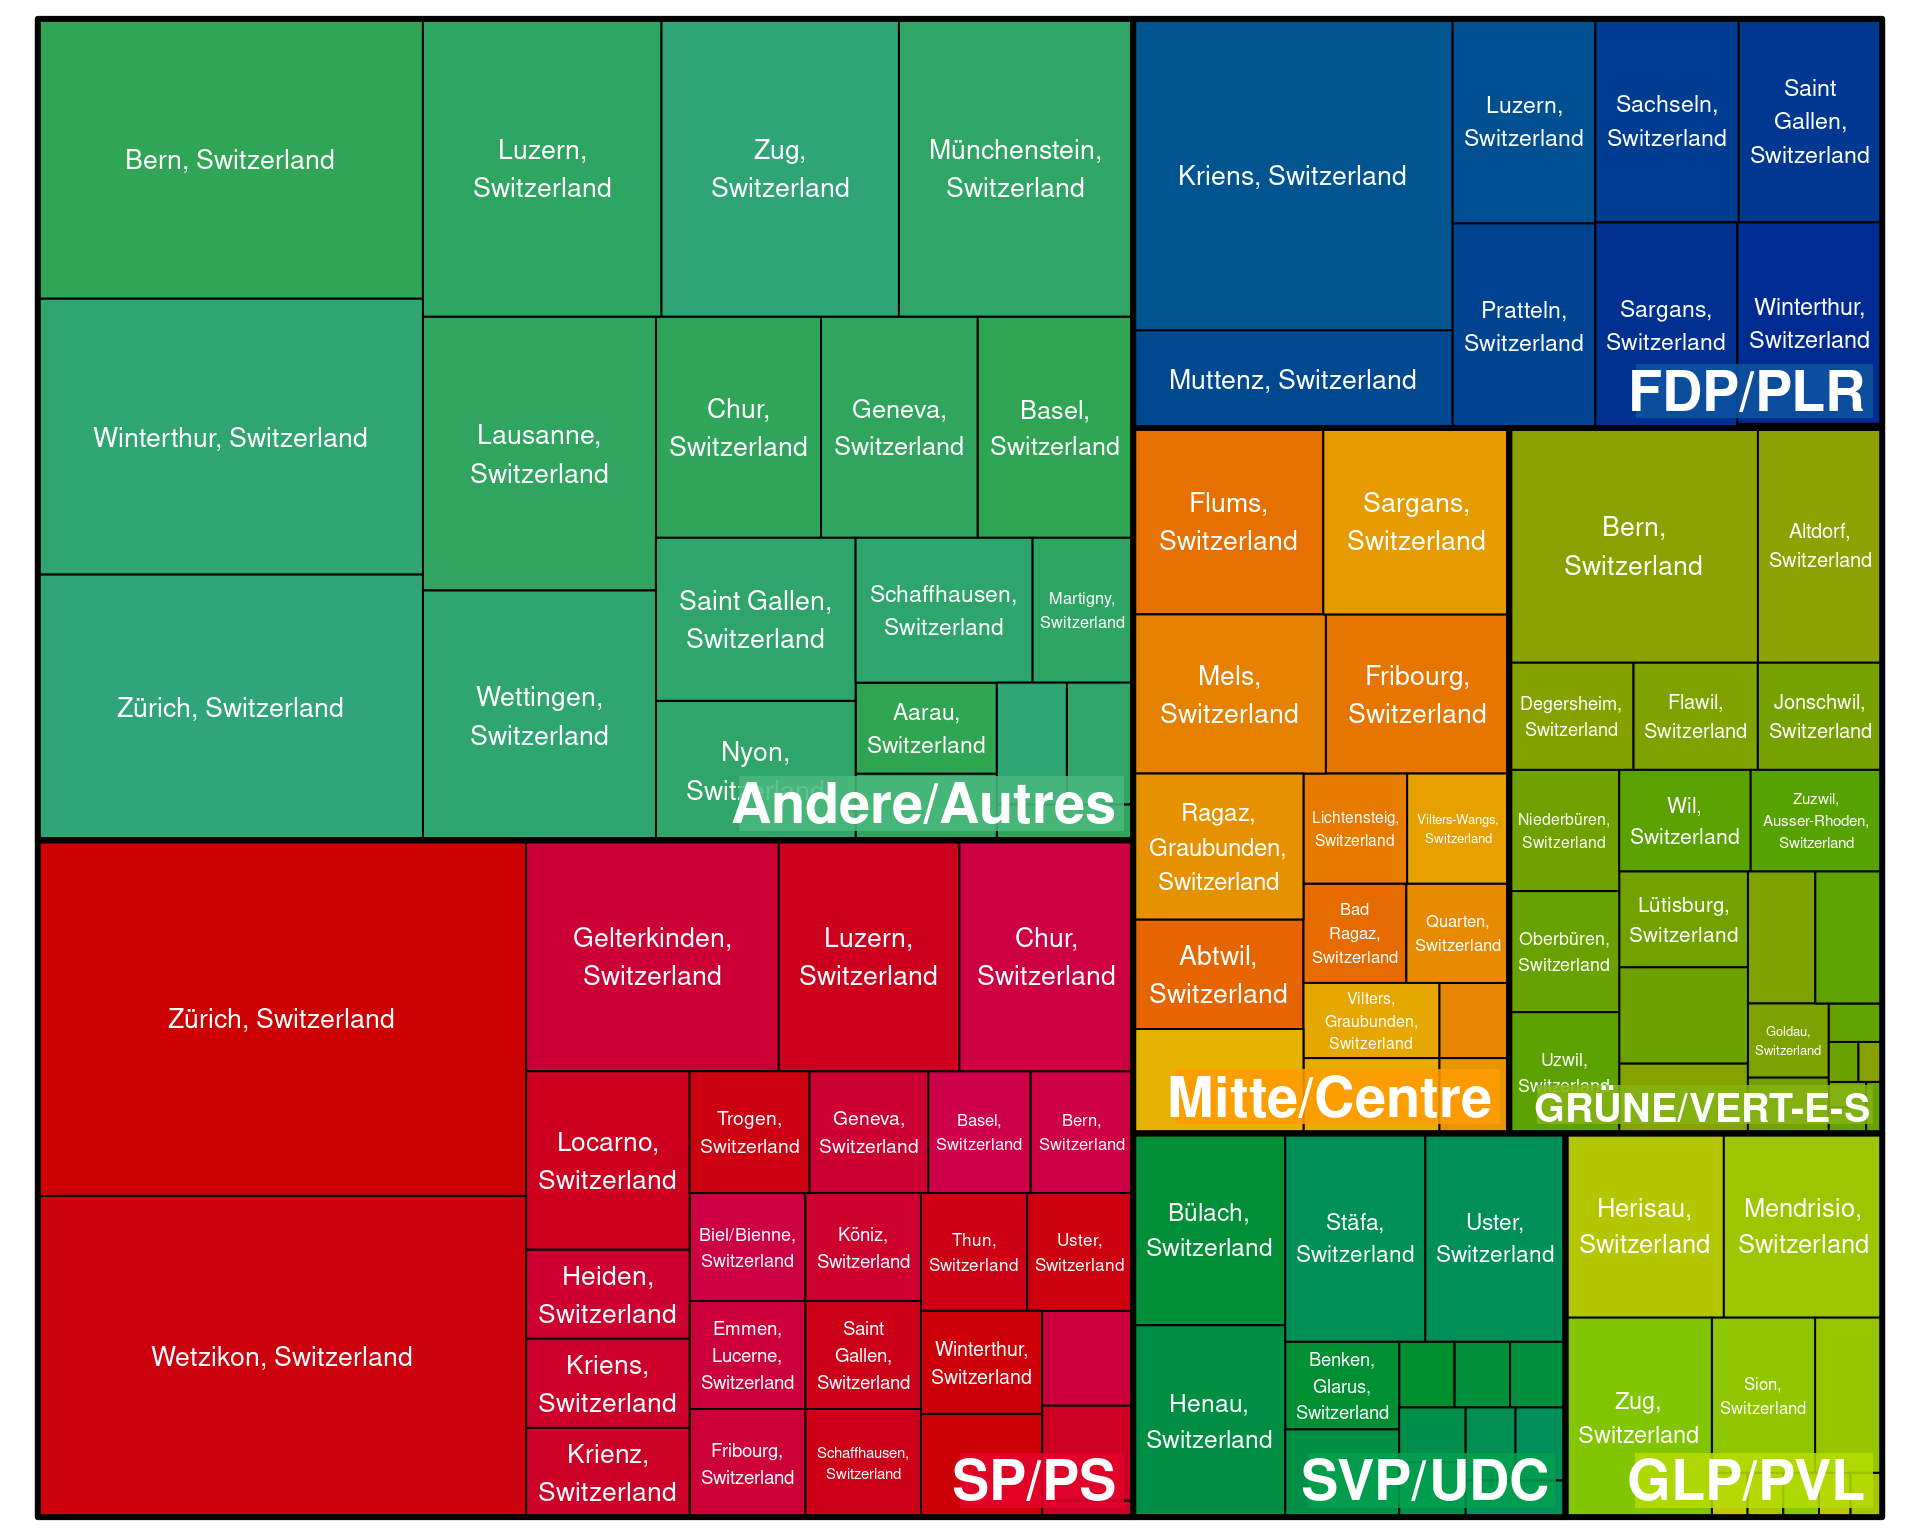 Bern, Switzerland
Winterthur, Switzerland
Zürich, Switzerland
Luzern,
Switzerland
Zug,
Switzerland
Münchenstein,
Switzerland
Lausanne,
Switzerland
Wettingen,
Switzerland
Chur,
Switzerland
Geneva,
Switzerland
Basel,
Switzerland
Saint Gallen,
Switzerland
Schaffhausen,
Switzerland
Martigny,
Switzerland
Nyon,
Switzerland
Aarau,
Switzerland
Andere/Autres
Zürich, Switzerland
Wetzikon, Switzerland
Gelterkinden,
Switzerland
Luzern,
Switzerland
Chur,
Switzerland
Locarno,
Switzerland
Heiden,
Switzerland
Kriens,
Switzerland
Krienz,
Switzerland
Trogen,
Switzerland
Geneva,
Switzerland
Basel,
Switzerland
Bern,
Switzerland
Biel/Bienne,
Switzerland
Köniz,
Switzerland
Thun,
Switzerland
Uster,
Switzerland
Emmen,
Lucerne,
Switzerland
Saint
Gallen,
Switzerland
Winterthur,
Switzerland
Fribourg,
Switzerland
Schaffhausen,
Switzerland
SP/PS
Kriens, Switzerland
Muttenz, Switzerland
Luzern,
Switzerland
Sachseln,
Switzerland
Saint
Gallen,
Switzerland
Pratteln,
Switzerland
Sargans,
Switzerland
Winterthur,
Switzerland
FDP/PLR
Flums,
Switzerland
Sargans,
Switzerland
Mels,
Switzerland
Fribourg,
Switzerland
Ragaz,
Graubunden,
Switzerland
Abtwil,
Switzerland
Lichtensteig,
Switzerland
Vilters-Wangs,
Switzerland
Bad
Ragaz,
Switzerland
Quarten,
Switzerland
Vilters,
Graubunden,
Switzerland
Mitte/Centre
Bern,
Switzerland
Altdorf,
Switzerland
Degersheim,
Switzerland
Flawil,
Switzerland
Jonschwil,
Switzerland
Niederbüren,
Switzerland
Wil,
Switzerland
Zuzwil,
Ausser-Rhoden,
Switzerland
Oberbüren,
Switzerland
Lütisburg,
Switzerland
Uzwil,
Switzerland
Goldau,
Switzerland
GRÜNE/VERT-E-S
Bülach,
Switzerland
Henau,
Switzerland
Stäfa,
Switzerland
Uster,
Switzerland
Benken,
Glarus,
Switzerland
SVP/UDC
Herisau,
Switzerland
Mendrisio,
Switzerland
Zug,
Switzerland
Sion,
Switzerland
GLP/PVL